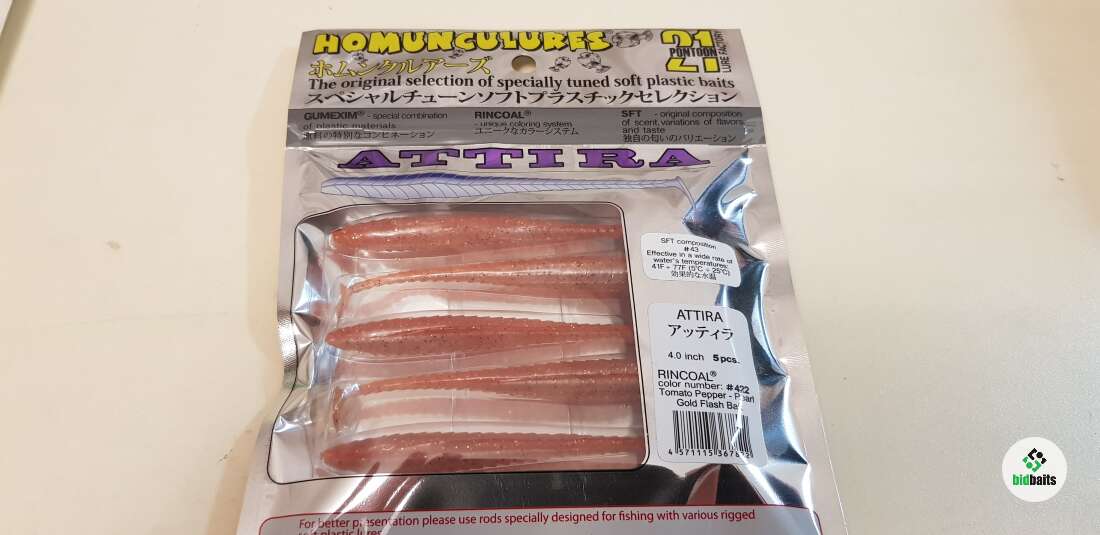 HOMUNCULURES
21 PONTOON
LURE FACTORY
ホムンクルアーズ
The original selection of specially tuned soft plastic baits
スペシャルチューンソフトプラスチックセレクション
GUMEXIM® - special combination
of plastic materials
独自の特別なコンビネーション
RINCOAL®
- unique coloring system
ユニークなカラーシステム
SFT - original composition
of scent, variations of flavors
and taste
独自の匂いのバリエーション
ATTIRA
SFT composition
#43
Effective in a wide rate of
water's temperatures:
41F ÷ 77F (5°C ÷ 25°C)
効果的な水温
ATTIRA
アッティラ
4.0 inch 5pcs.
RINCOAL®
color number: #422
Tomato Pepper - Pearl
Gold Flash
4 571115
For better presentation please use rods specially designed for fishing with various rigged
soft plastic lures
bidbaits